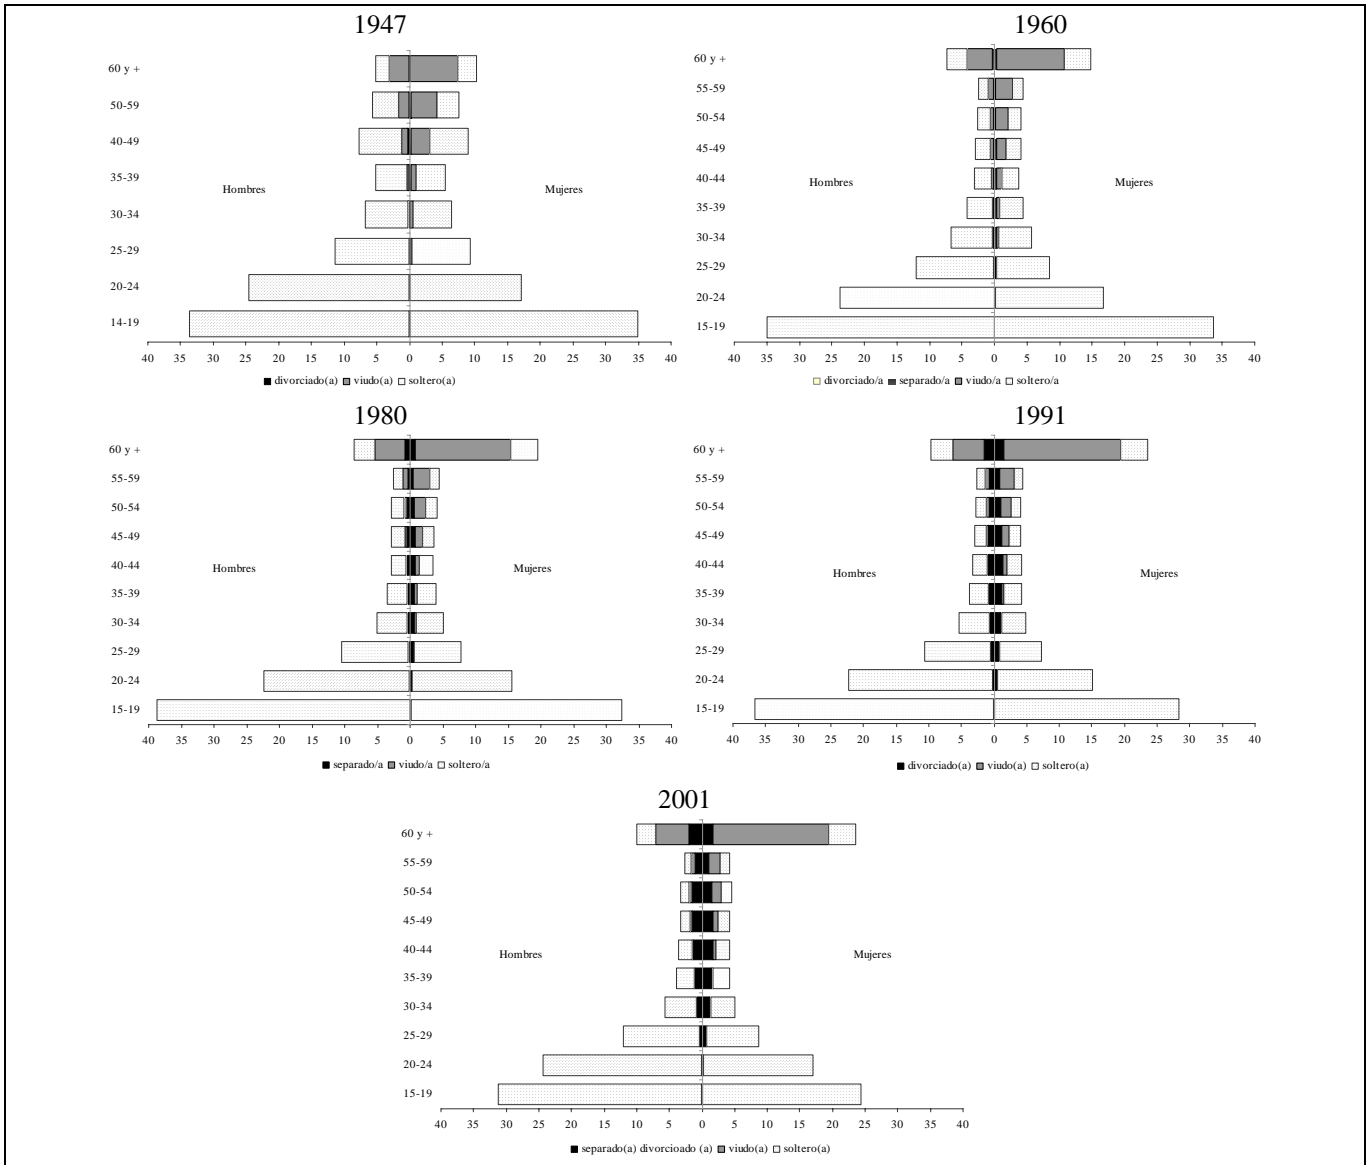 1947
60 y +
50-59
40-49
35-39
Hombres
Mujeres
30-34
25-29
20-24
14-19
40 35 30 25 20 15 10 5 0 5 10 15 20 25 30 35 40
divorciado(a) viudo(a) soltero(a)
1960
60 y +
55-59
50-54
45-49
40-44
Hombres
Mujeres
35-39
30-34
25-29
20-24
15-19
40 35 30 25 20 15 10 5 0 5 10 15 20 25 30 35 40
divorciado/a separado/a viudo/a soltero/a
1980
60 y +
55-59
50-54
45-49
40-44
Hombres
Mujeres
35-39
30-34
25-29
20-24
15-19
40 35 30 25 20 15 10 5 0 5 10 15 20 25 30 35 40
separado/a viudo/a soltero/a
1991
60 y +
55-59
50-54
45-49
40-44
Hombres
Mujeres
35-39
30-34
25-29
20-24
15-19
40 35 30 25 20 15 10 5 0 5 10 15 20 25 30 35 40
divorciado(a) viudo(a) soltero(a)
2001
60 y +
55-59
50-54
45-49
40-44
Hombres
Mujeres
35-39
30-34
25-29
20-24
15-19
40 35 30 25 20 15 10 5 0 5 10 15 20 25 30 35 40
separado(a) divorcioado (a) viudo(a) soltero(a)